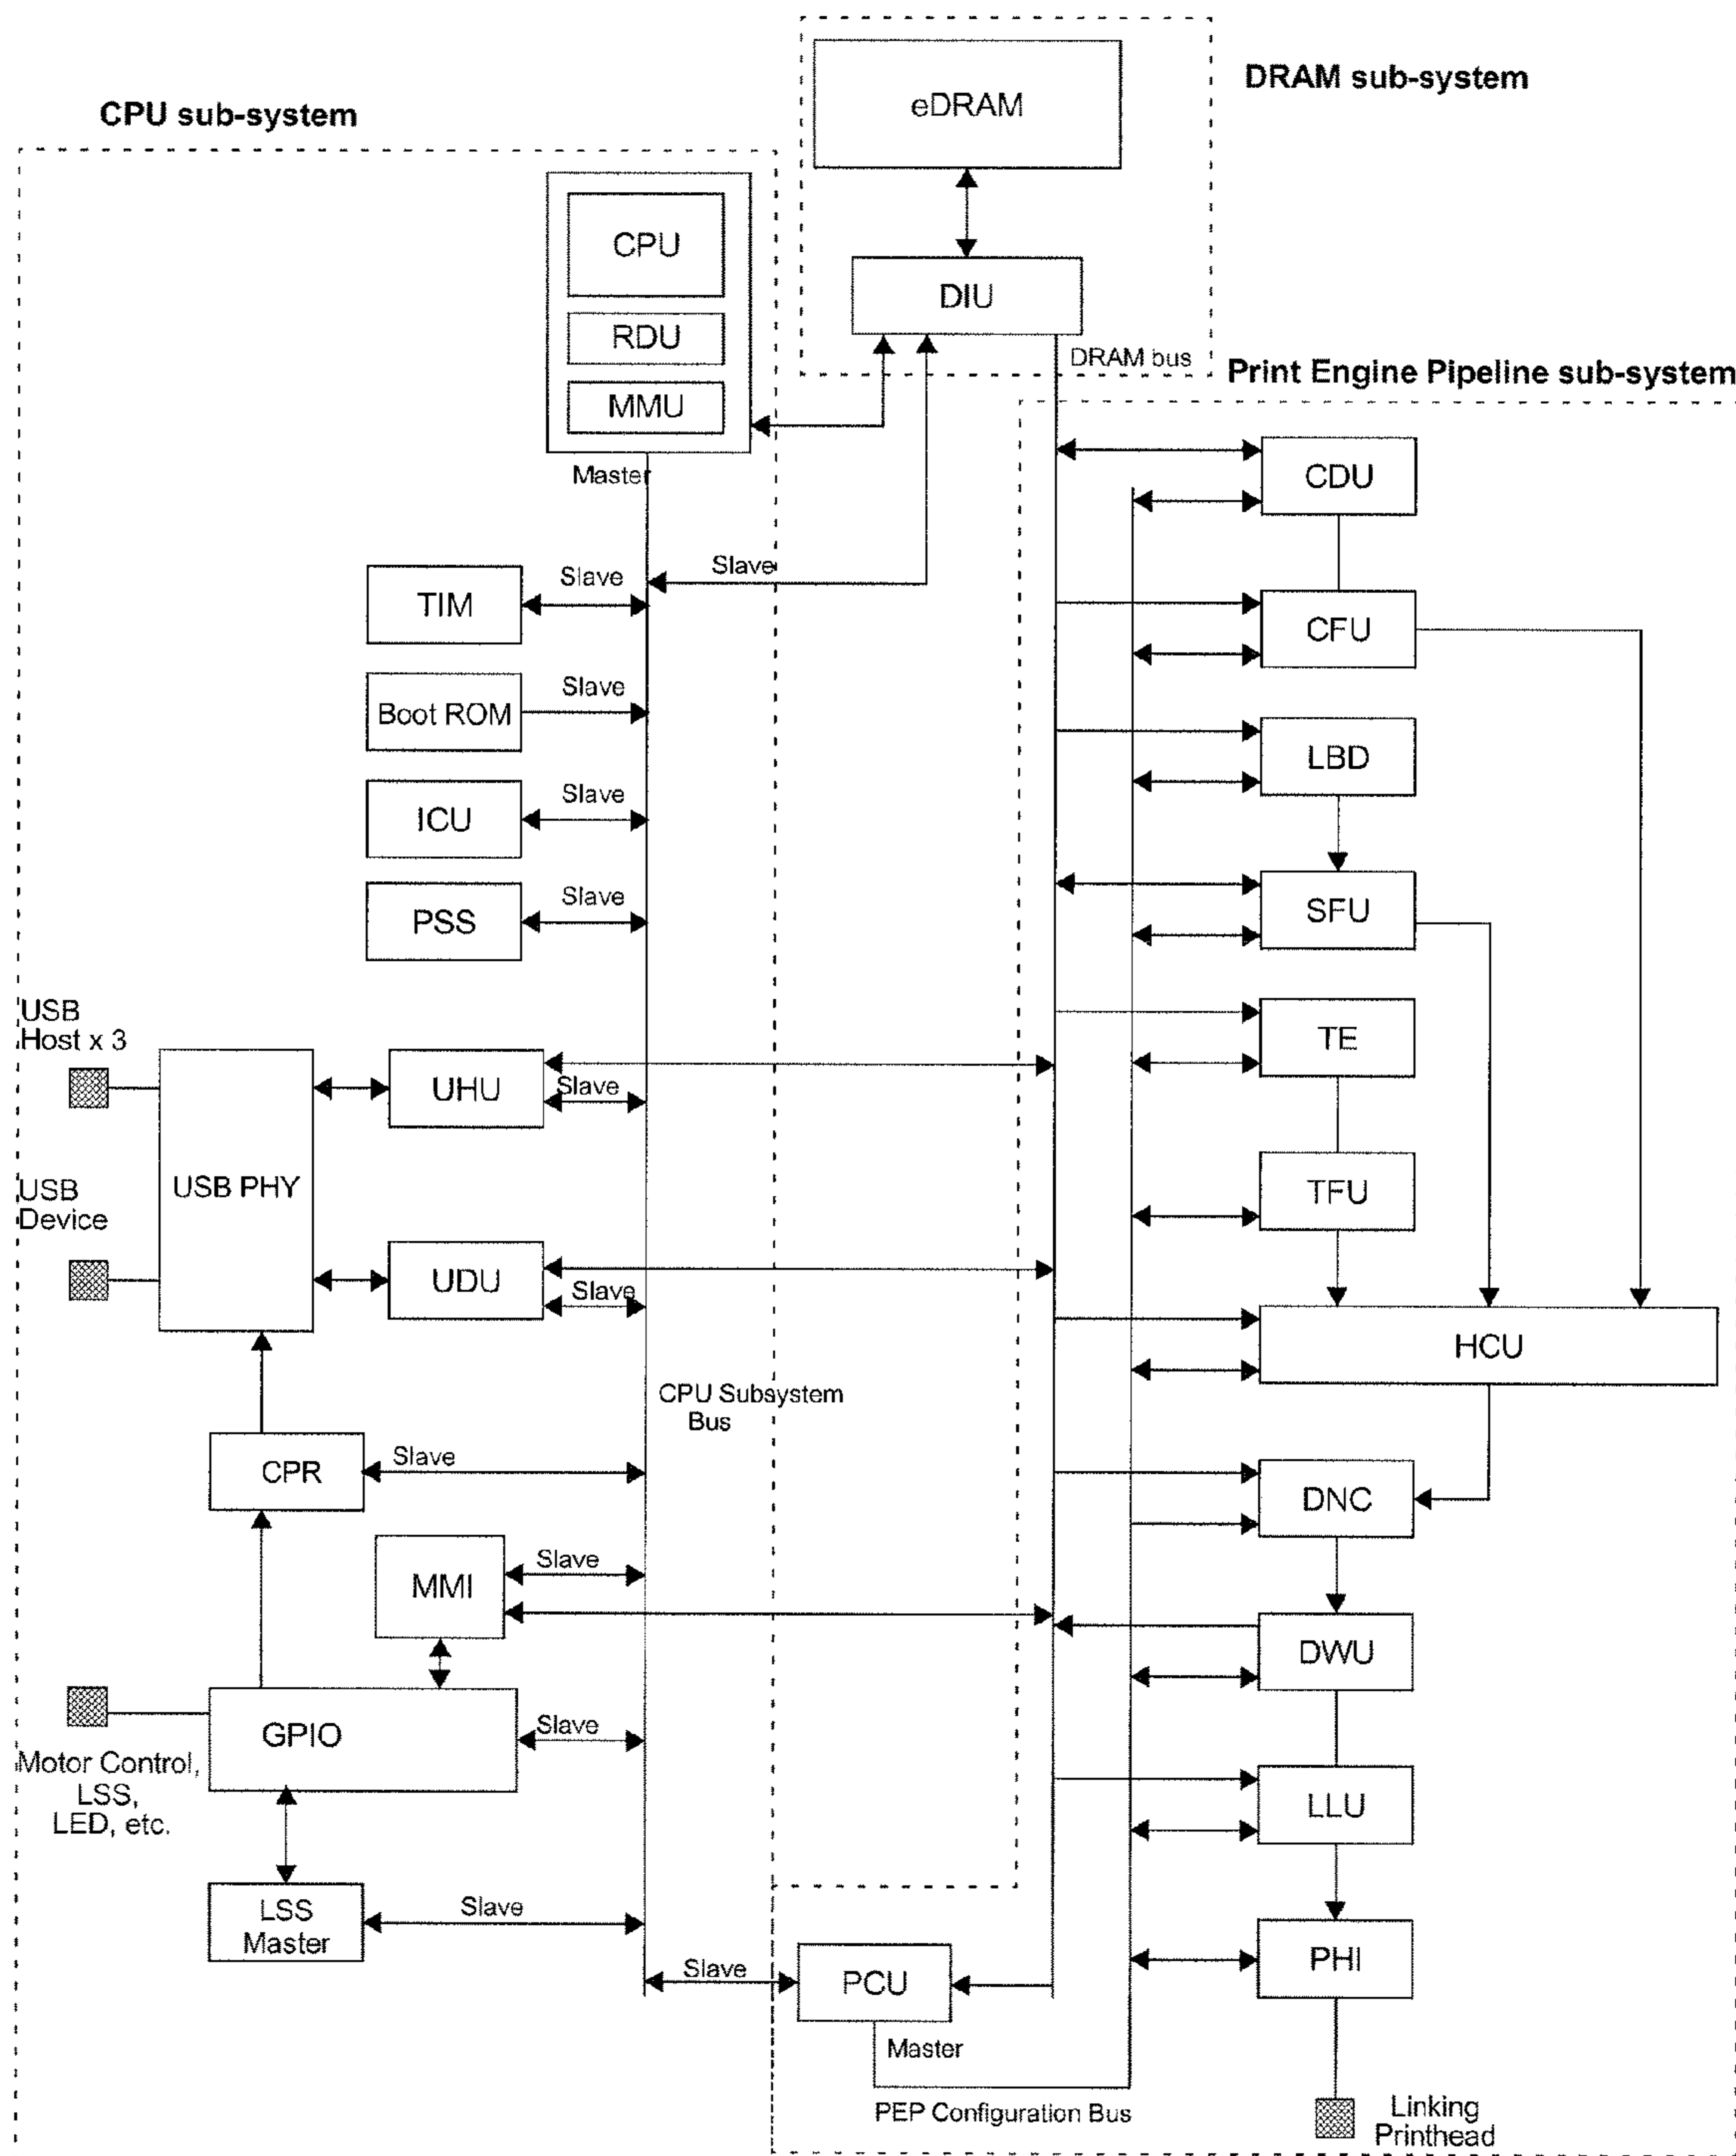 DRAM sub-system
CPU sub-system
eDRAM
CPU
RDU
MMU
DIU
DRAM bus
Print Engine Pipeline sub-system
Master
CDU
Slave
Slave
TIM
CFU
Slave
Boot ROM
LBD
Slave
ICU
Slave
PSS
SFU
USB
Host x 3
TE
UHU
Slave
USB PHY
USB
Device
TFU
UDU
Slave
HCU
CPU Subsystem
Bus
CPR
Slave
DNC
MMI
Slave
DWU
GPIO
Slave
Motor Control,
LSS,
LED, etc.
LLU
LSS
Master
Slave
PHI
Slave
PCU
Master
PEP Configuration Bus
Linking
Printhead